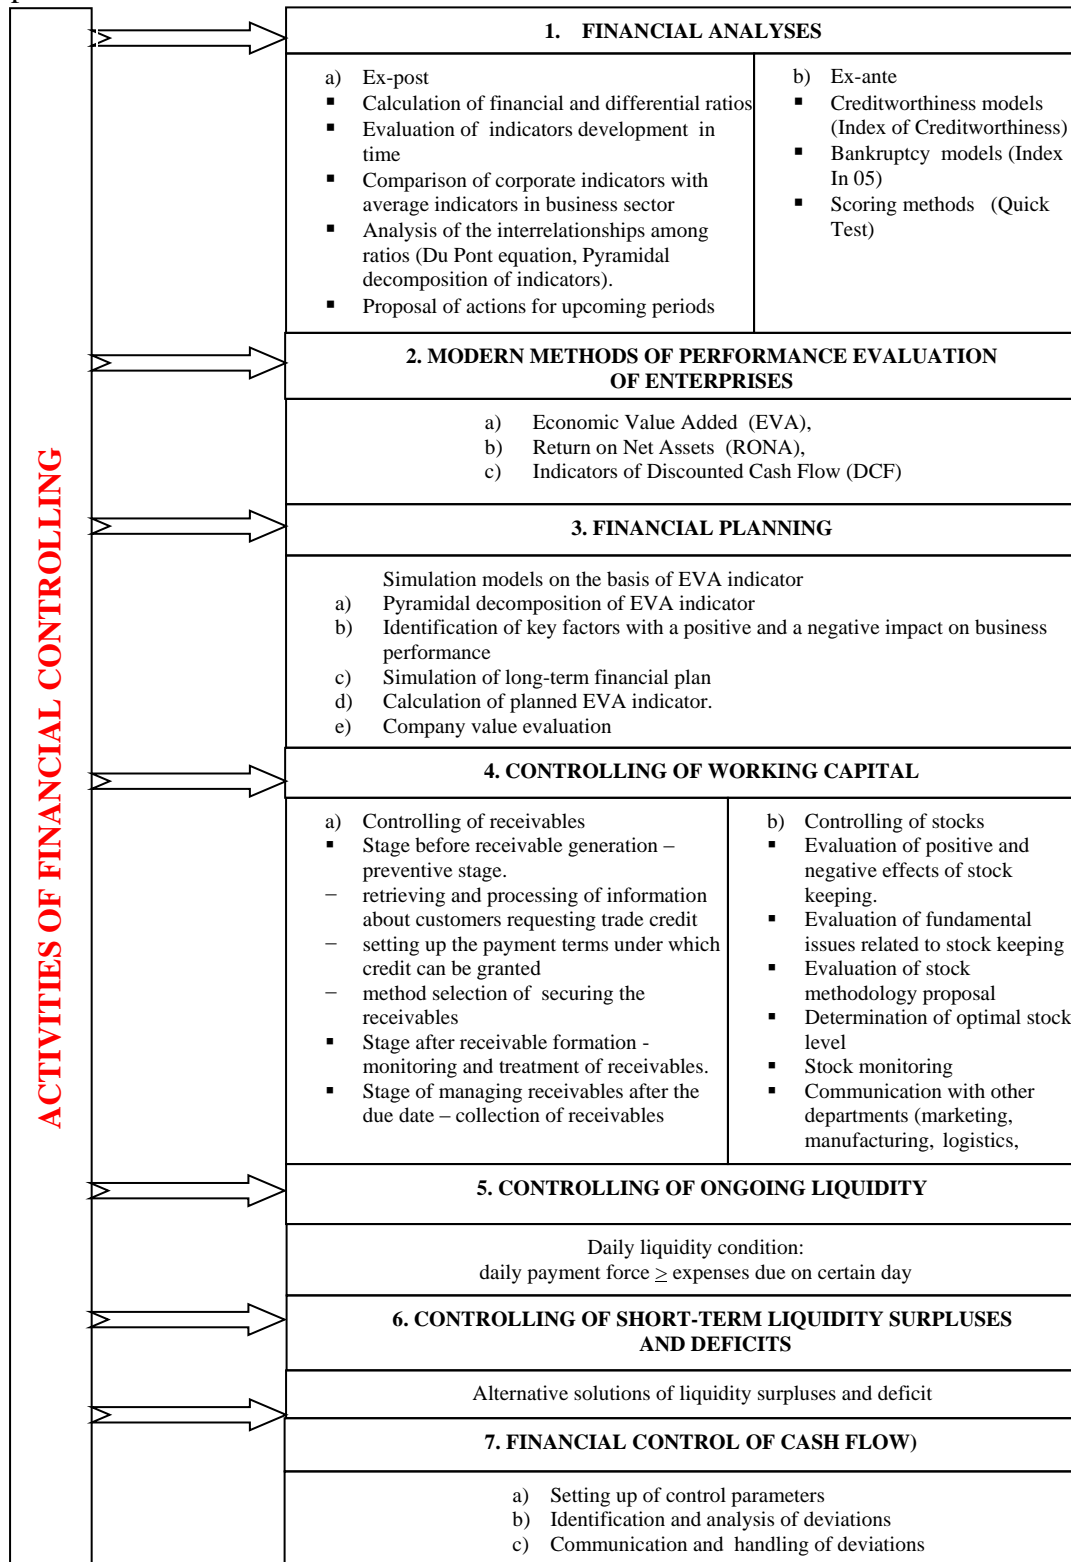 ACTIVITIES OF FINANCIAL CONTROLLING
1. FINANCIAL ANALYSES
a) Ex-post
▪ Calculation of financial and differential ratios
▪ Evaluation of indicators development in
time
▪ Comparison of corporate indicators with
average indicators in business sector
▪ Analysis of the interrelationships among
ratios (Du Pont equation, Pyramidal
decomposition of indicators).
▪ Proposal of actions for upcoming periods
b) Ex-ante
▪ Creditworthiness models
(Index of Creditworthiness)
▪ Bankruptcy models (Index
In 05)
▪ Scoring methods (Quick
Test)
2. MODERN METHODS OF PERFORMANCE EVALUATION
OF ENTERPRISES
a) Economic Value Added (EVA),
b) Return on Net Assets (RONA),
c) Indicators of Discounted Cash Flow (DCF)
3. FINANCIAL PLANNING
Simulation models on the basis of EVA indicator
a) Pyramidal decomposition of EVA indicator
b) Identification of key factors with a positive and a negative impact on business
performance
c) Simulation of long-term financial plan
d) Calculation of planned EVA indicator.
e) Company value evaluation
4. CONTROLLING OF WORKING CAPITAL
a) Controlling of receivables
▪ Stage before receivable generation –
preventive stage.
− retrieving and processing of information
about customers requesting trade credit
− setting up the payment terms under which
credit can be granted
− method selection of securing the
receivables
▪ Stage after receivable formation -
monitoring and treatment of receivables.
▪ Stage of managing receivables after the
due date – collection of receivables
b) Controlling of stocks
▪ Evaluation of positive and
negative effects of stock
keeping.
▪ Evaluation of fundamental
issues related to stock keeping
▪ Evaluation of stock
methodology proposal
▪ Determination of optimal stock
level
▪ Stock monitoring
▪ Communication with other
departments (marketing,
manufacturing, logistics,
5. CONTROLLING OF ONGOING LIQUIDITY
Daily liquidity condition:
daily payment force ≥ expenses due on certain day
6. CONTROLLING OF SHORT-TERM LIQUIDITY SURPLUSES
AND DEFICITS
Alternative solutions of liquidity surpluses and deficit
7. FINANCIAL CONTROL OF CASH FLOW)
a) Setting up of control parameters
b) Identification and analysis of deviations
c) Communication and handling of deviations